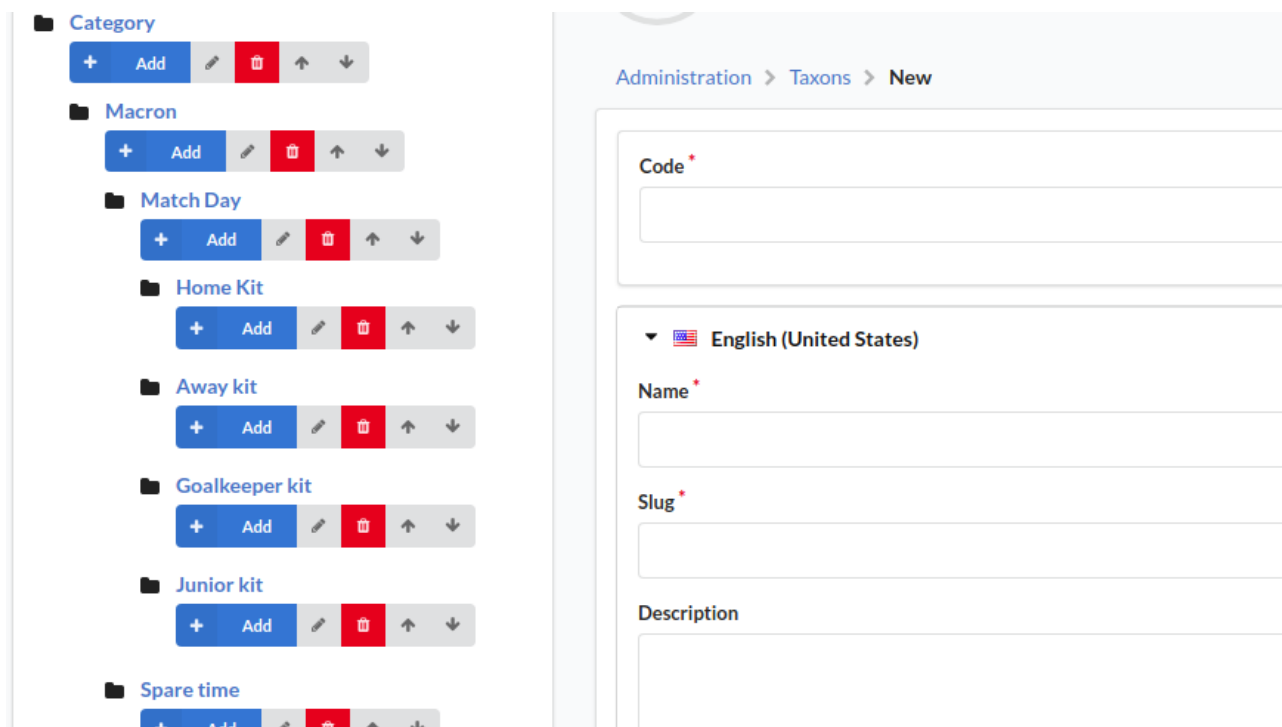 Category
Add
Macron
Add
Match Day
Add
Home Kit
Add
Away kit
Add
Goalkeeper kit
Add
Junior kit
Add
Spare time
Add
Administration > Taxons > New
Code *
English (United States)
Name *
Slug *
Description